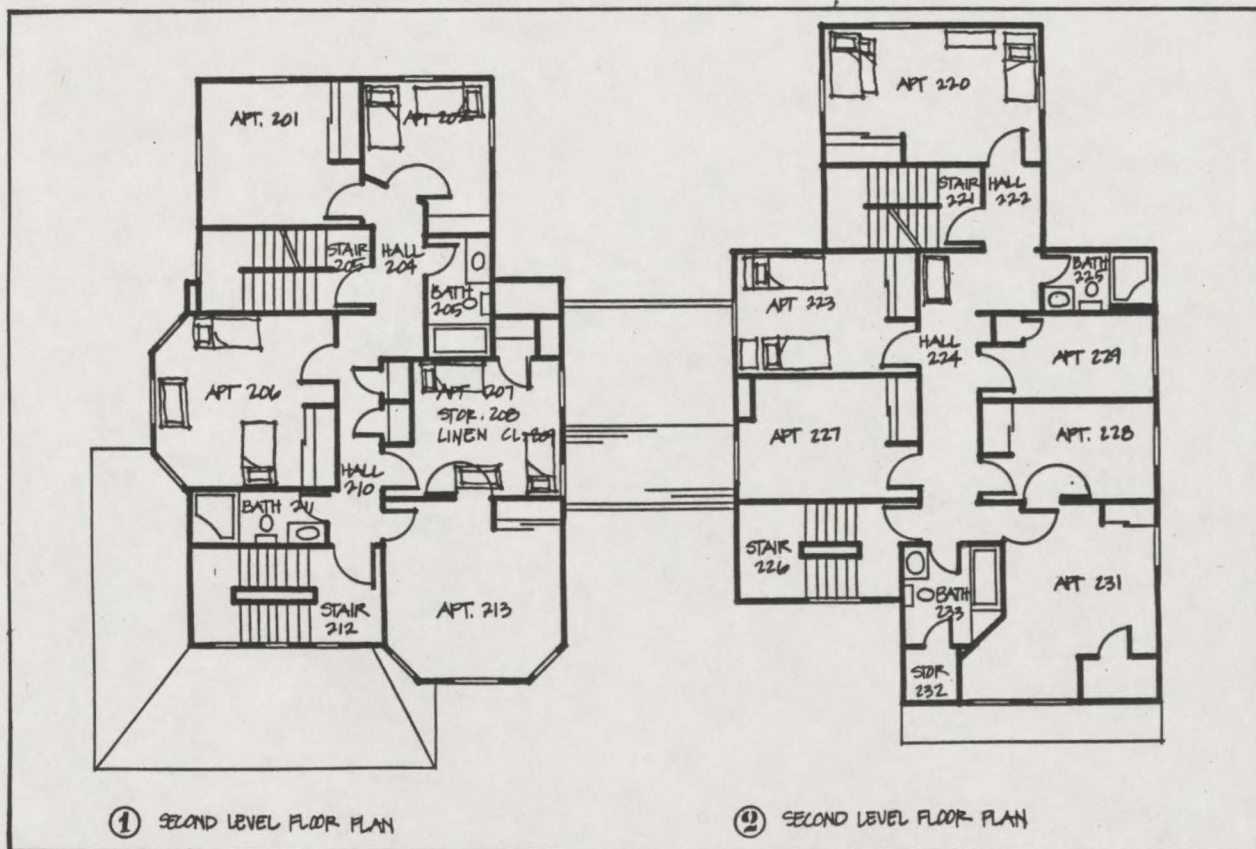 APT. 201
APT 202
STAIR
205
HALL
204
BATH
205
APT 206
APT 207
STOR. 208
LINEN CL. 209
HALL
210
BATH 211
STAIR
212
APT. 213
① SECOND LEVEL FLOOR PLAN
APT 220
STAIR
221
HALL
222
APT 223
BATH
225
HALL
224
APT 229
APT 227
APT. 228
STAIR
226
BATH
233
APT 231
STOR
232
② SECOND LEVEL FLOOR PLAN